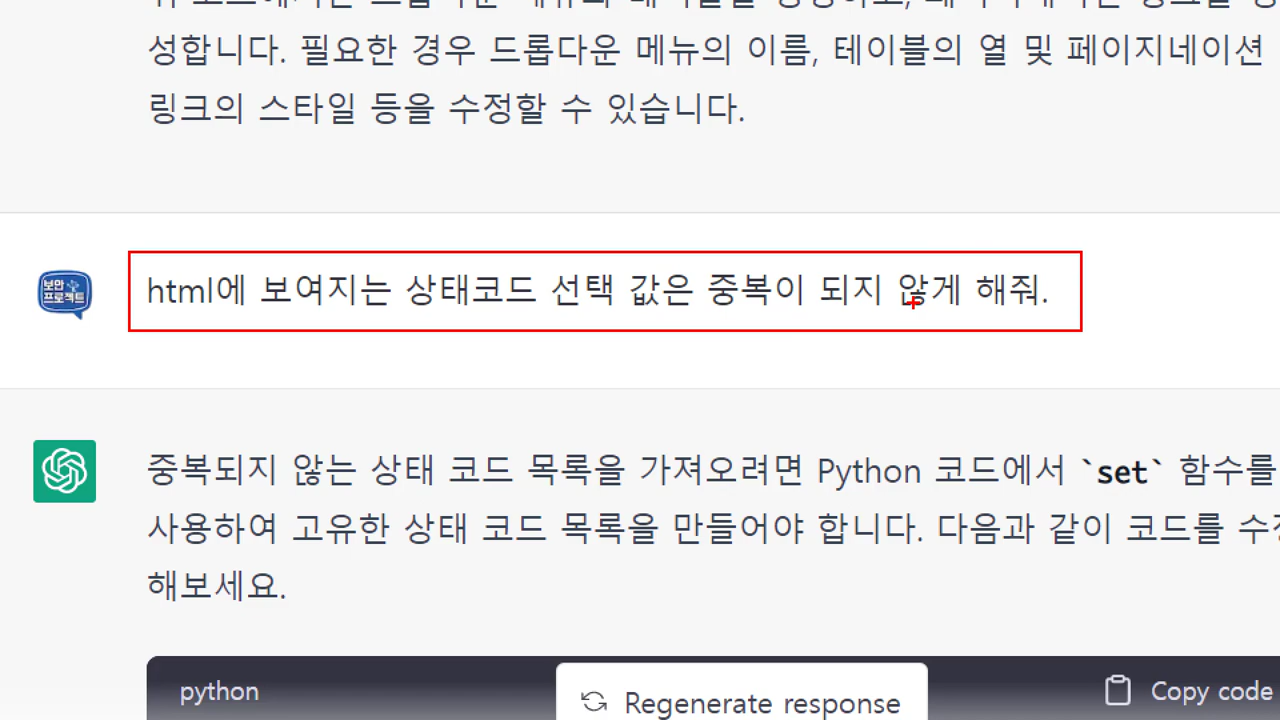 성합니다. 필요한 경우 드롭다운 메뉴의 이름, 테이블의 열 및 페이지네이션
링크의 스타일 등을 수정할 수 있습니다.
보안
프로젝트
html에 보여지는 상태코드 선택 값은 중복이 되지 않게 해줘.
중복되지 않는 상태 코드 목록을 가져오려면 Python 코드에서 `set` 함수를
사용하여 고유한 상태 코드 목록을 만들어야 합니다. 다음과 같이 코드를
해보세요.
python
Copy code
Regenerate response